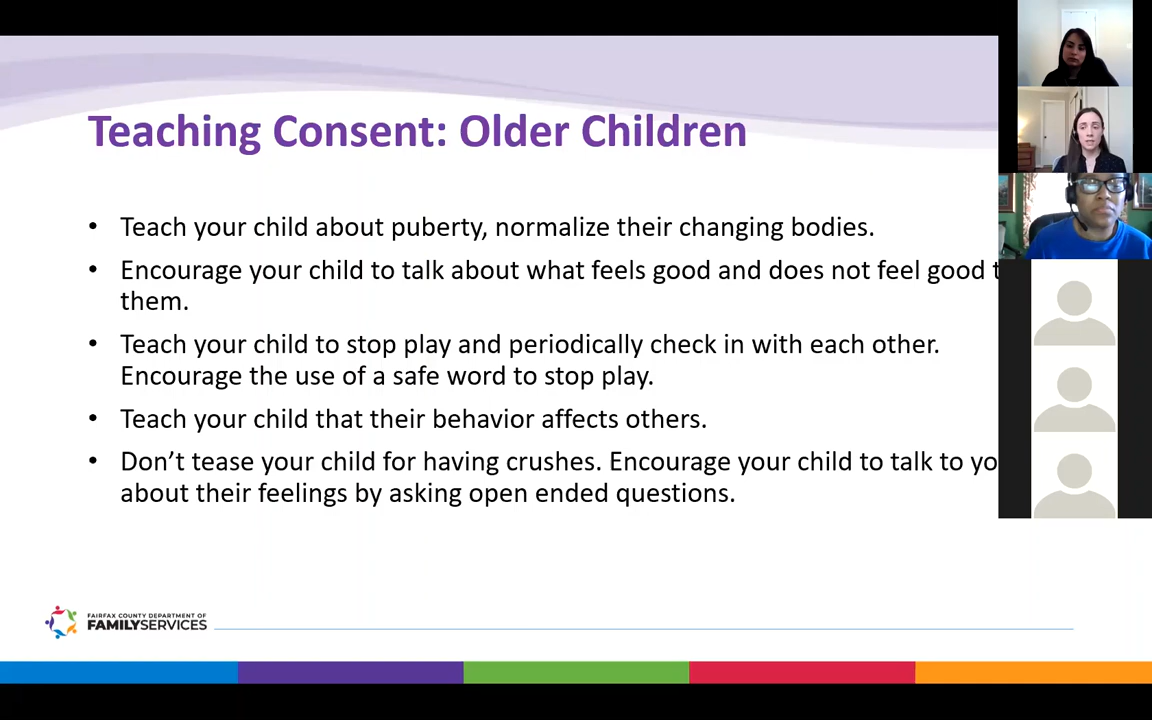 Teaching Consent: Older Children
• Teach your child about puberty, normalize their changing bodies.
• Encourage your child to talk about what feels good and does not feel good
them.
• Teach your child to stop play and periodically check in with each other.
Encourage the use of a safe word to stop play.
• Teach your child that their behavior affects others.
• Don’t tease your child for having crushes. Encourage your child to talk to
about their feelings by asking open ended questions.
FAIRFAX COUNTY DEPARTMENT OF
FAMILYSERVICES